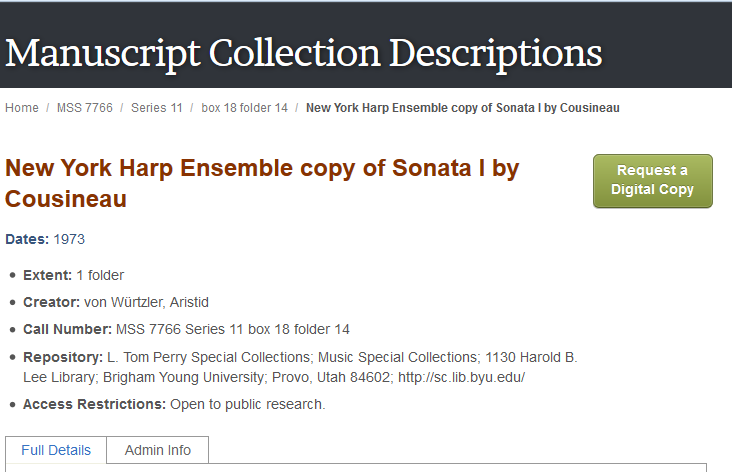 Manuscript Collection Descriptions
Home / MSS 7766 / Series 11 / box 18 folder 14 / New York Harp Ensemble copy of Sonata I by Cousineau
New York Harp Ensemble copy of Sonata I by
Cousineau
Request a
Digital Copy
Dates: 1973
• Extent: 1 folder
• Creator: von Würtzler, Aristid
• Call Number: MSS 7766 Series 11 box 18 folder 14
• Repository: L. Tom Perry Special Collections; Music Special Collections; 1130 Harold B.
Lee Library; Brigham Young University; Provo, Utah 84602; http://sc.lib.byu.edu/
• Access Restrictions: Open to public research.
Full Details Admin Info